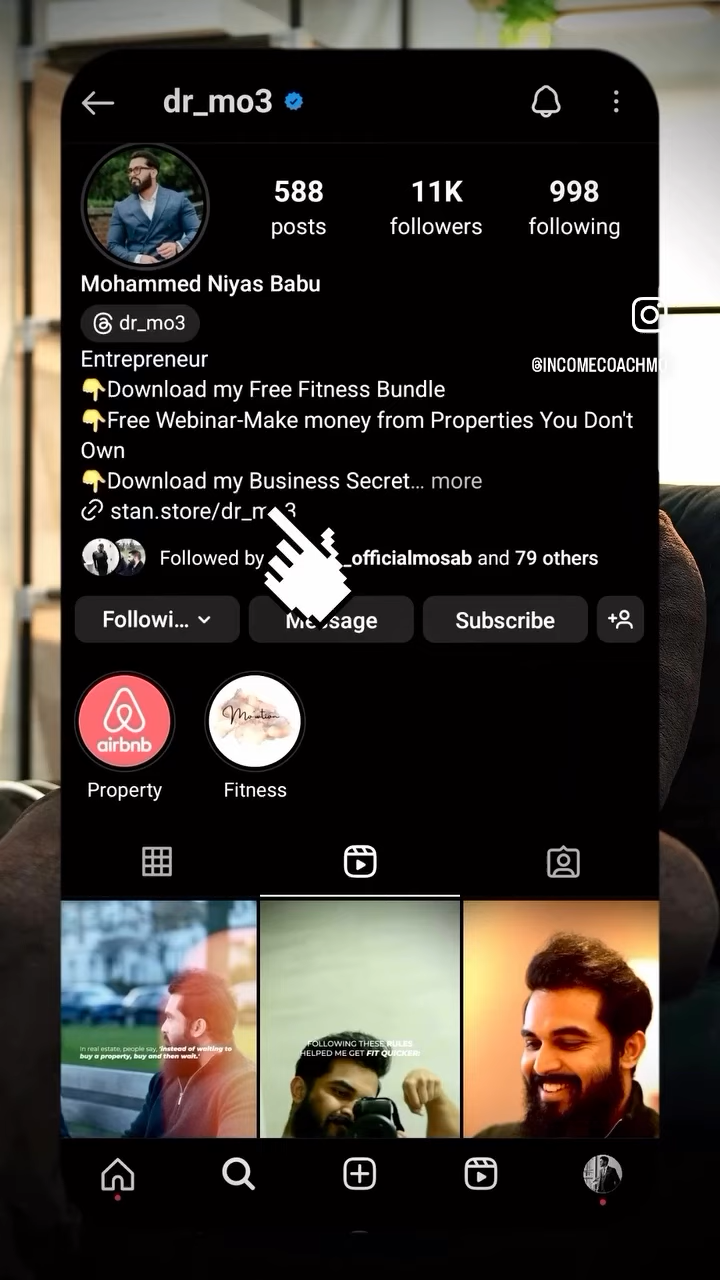 dr_mo3
588
11K
998
posts
followers
following
Mohammed Niyas Babu
dr_mo3
Entrepreneur
@INCOMECOACHM
👇Download my Free Fitness Bundle
👇Free Webinar-Make money from Properties You Don't
Own
👇Download my Business Secret... more
stan.store/dr_mo3
Followed by _officialmosab and 79 others
Followi...
Message
Subscribe
airbnb
Property
Fitness
In real estate, people say, 'instead of waiting to
buy a property, buy and then wait.'
FOLLOWING THESE RULES
HELPED ME GET FIT QUICKER: